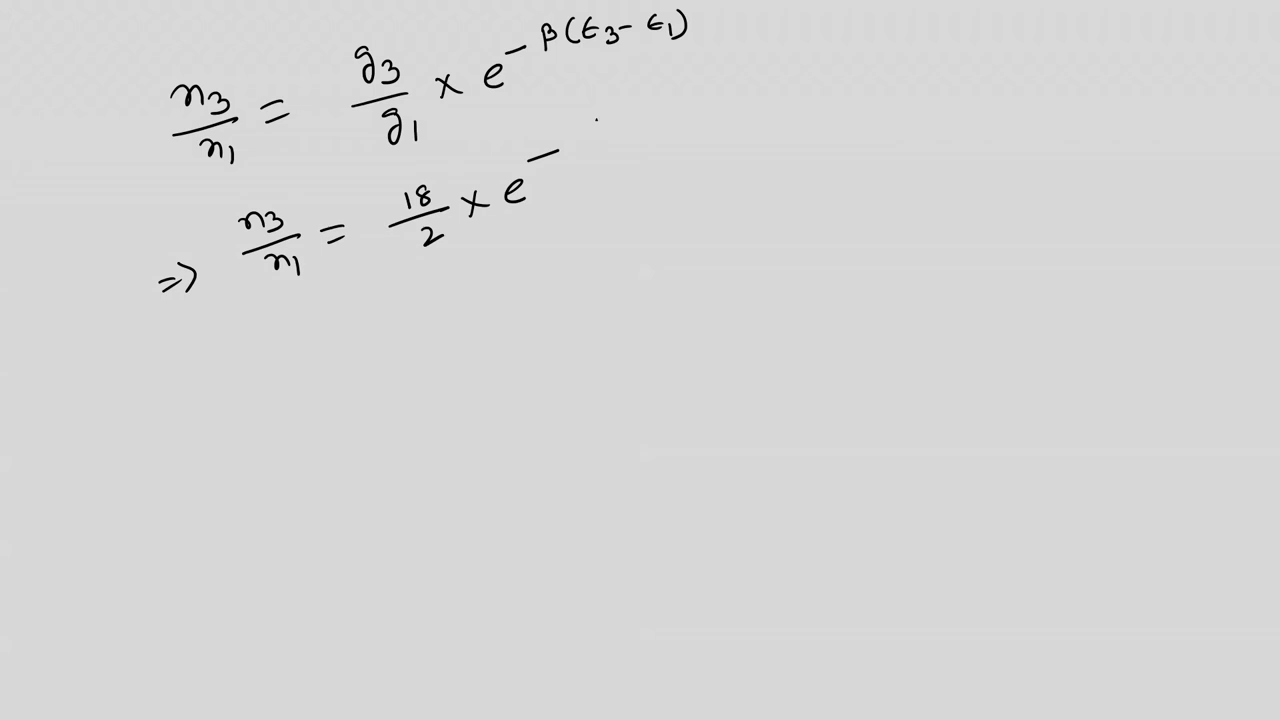 n3/n1 = g3/g1 × e^-β(ϵ3-ϵ1)
=> n3/n1 = 18/2 × e^-